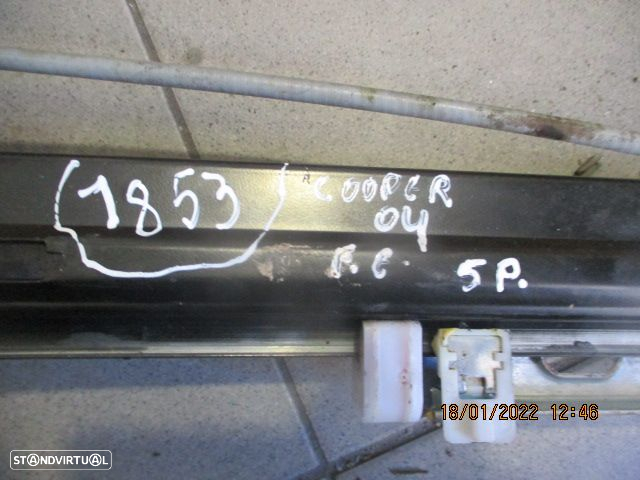 1853
COOPER
04
F.E 5P.
18/01/2022 12:46
STANDVIRTUAL